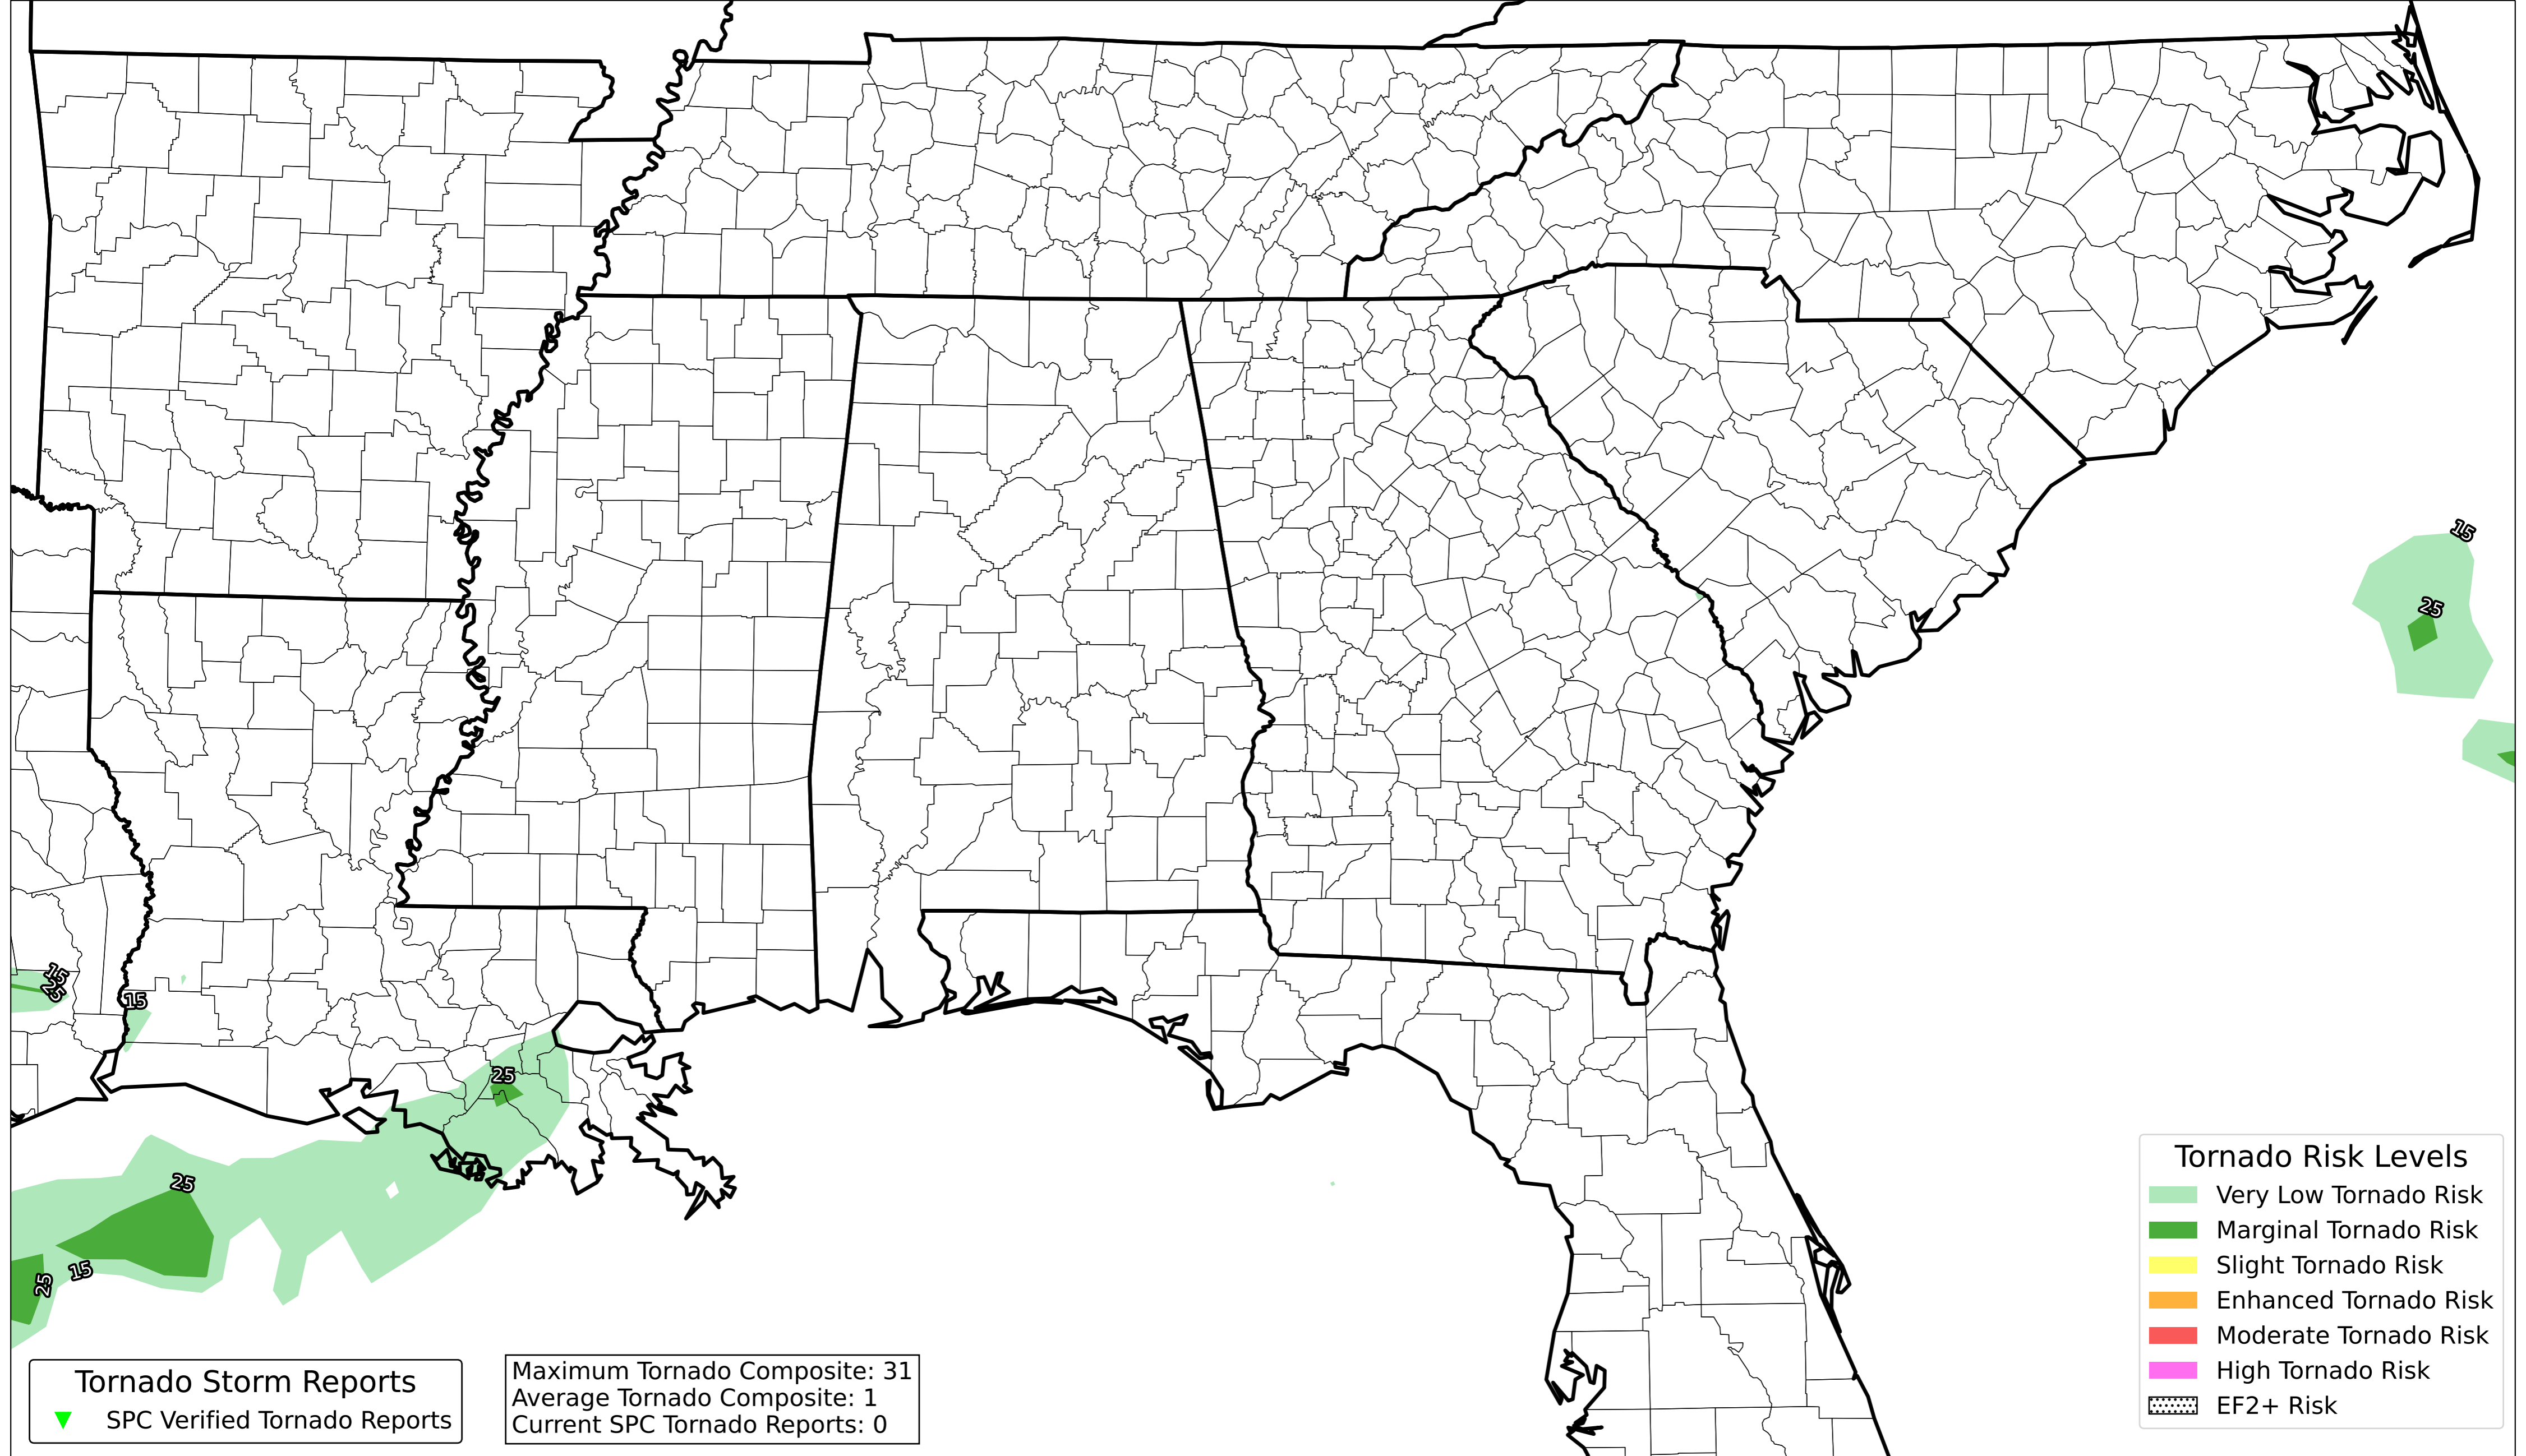 15
25
15
25
15
25
25
25
15
Tornado Storm Reports
SPC Verified Tornado Reports
Maximum Tornado Composite: 31
Average Tornado Composite: 1
Current SPC Tornado Reports: 0
15
25
Tornado Risk Levels
Very Low Tornado Risk
Marginal Tornado Risk
Slight Tornado Risk
Enhanced Tornado Risk
Moderate Tornado Risk
High Tornado Risk
EF2+ Risk